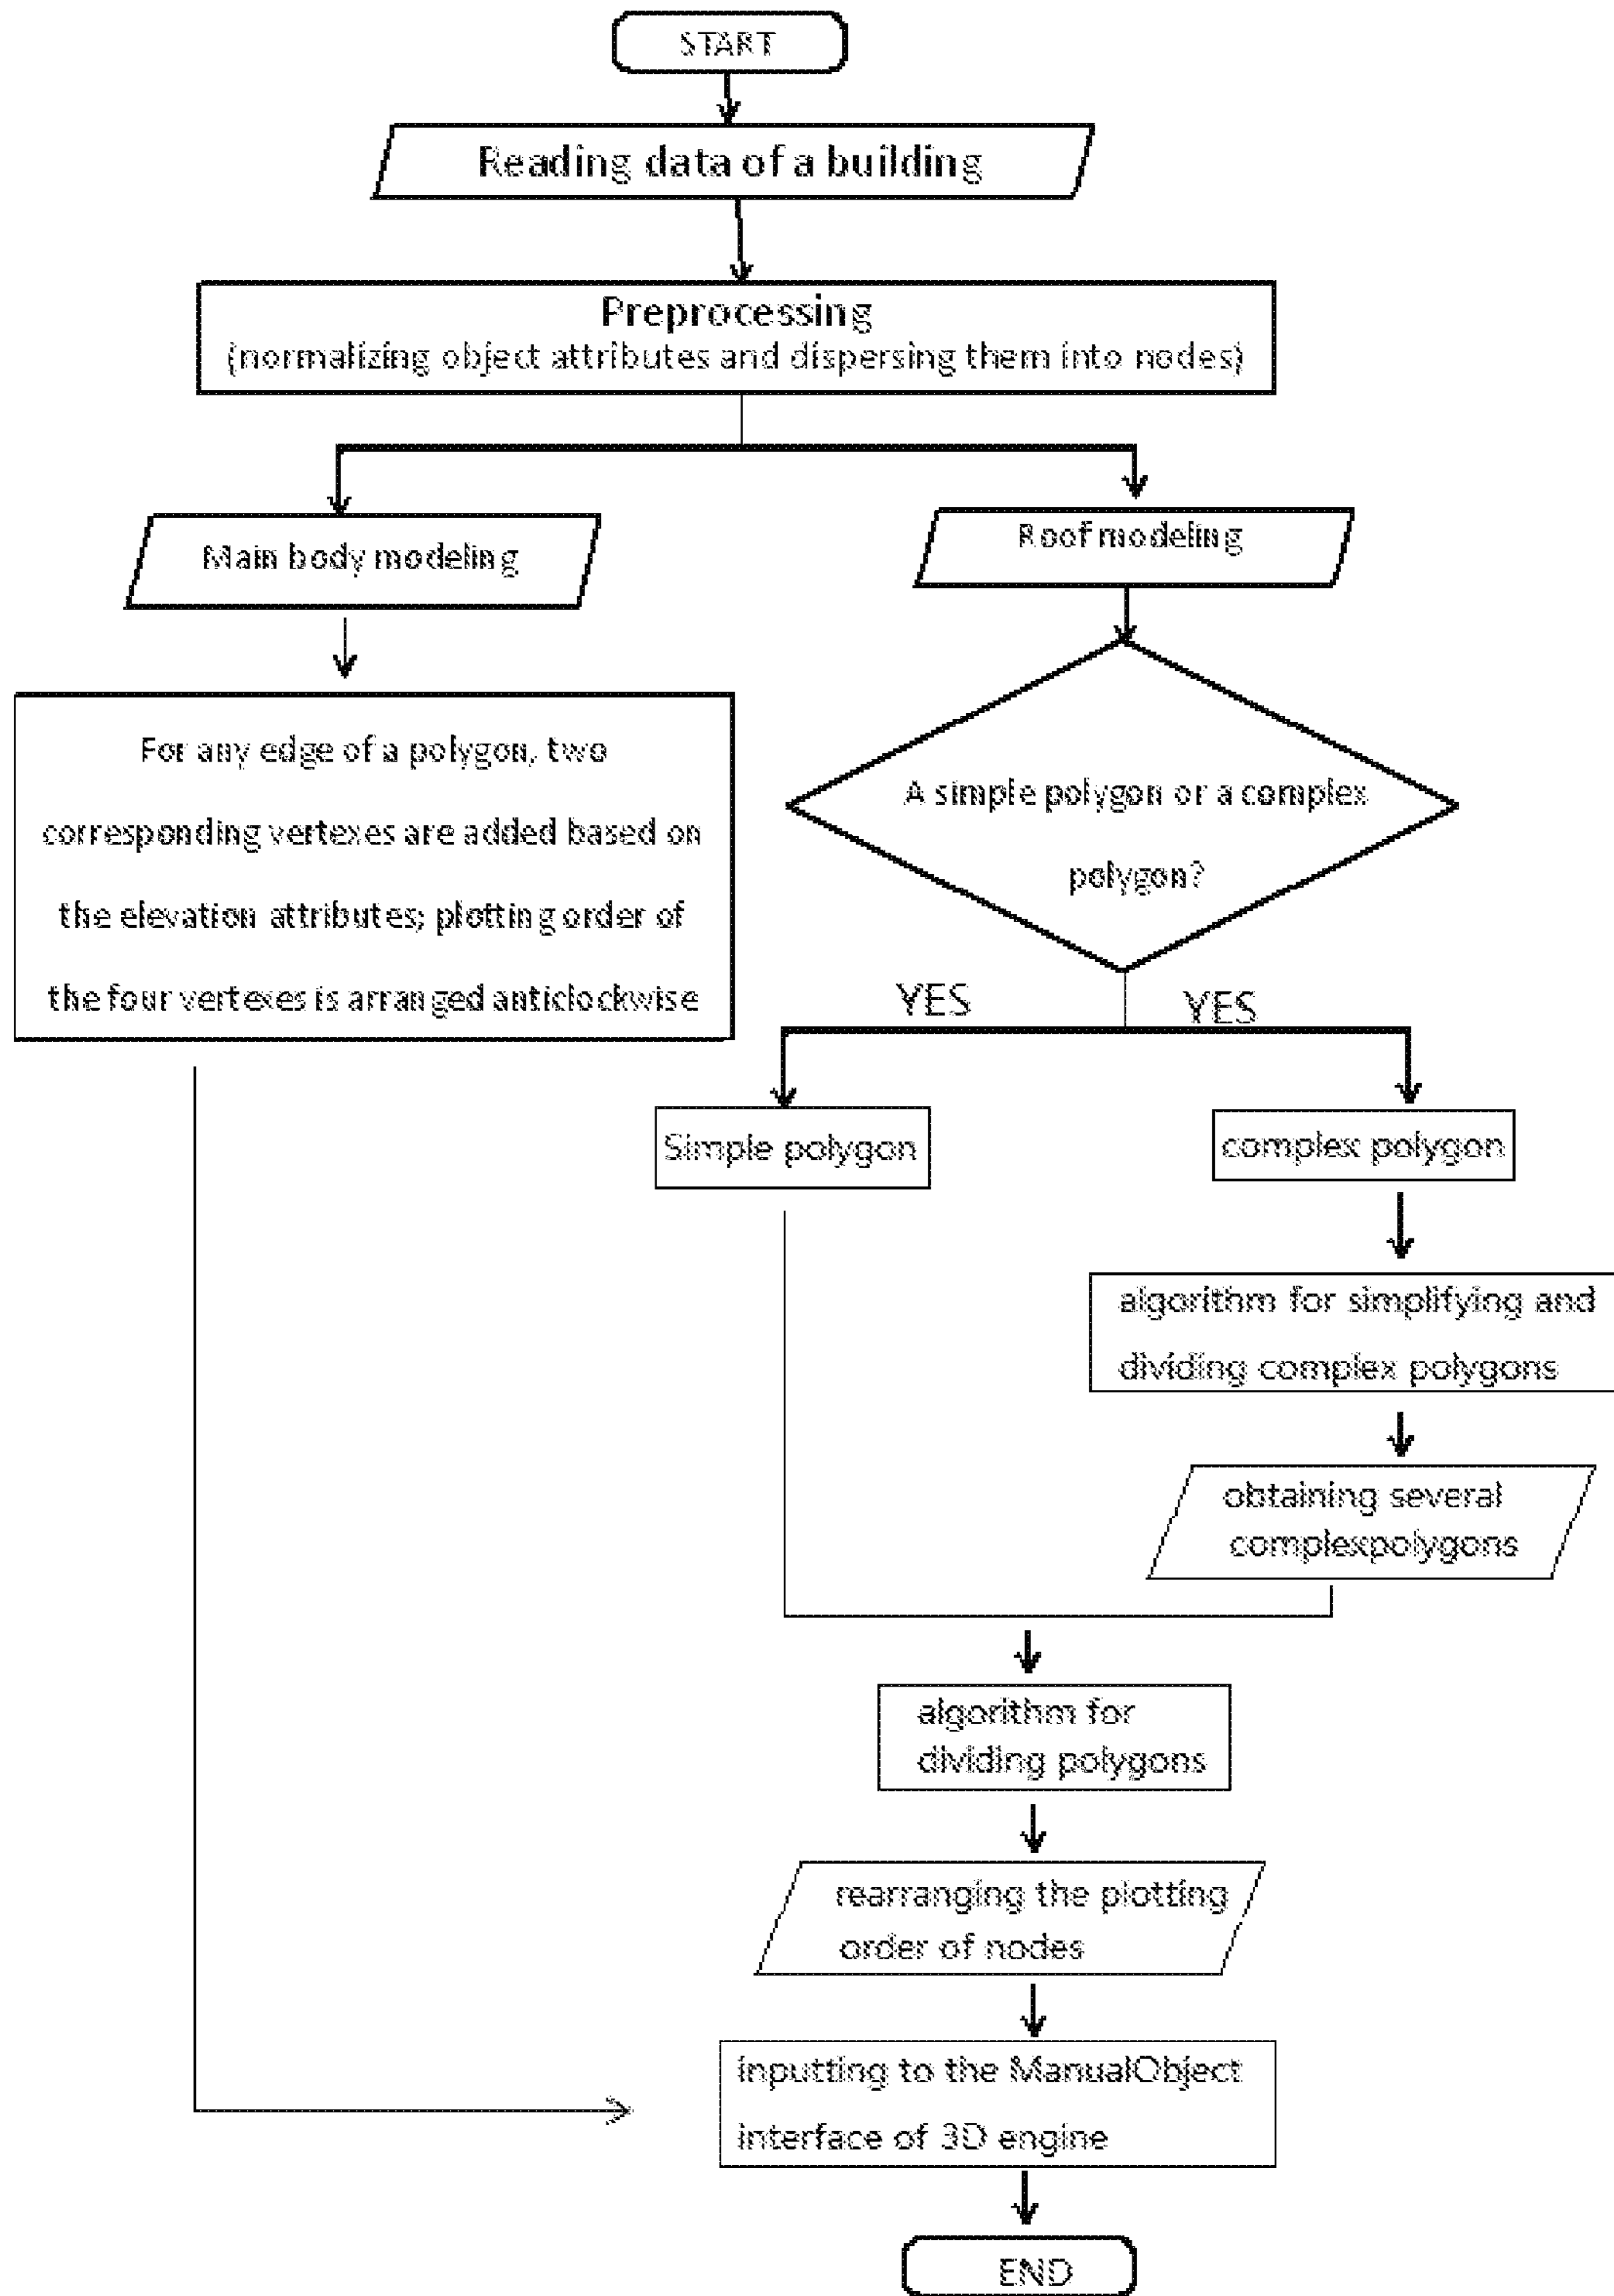 START
Reading data of a building
Preprocessing
(normalizing object attributes and dispersing them into nodes)
Main body modeling
Roof modeling
For any edge of a polygon, two
corresponding vertexes are added based on
the elevation attributes; plotting order of
the four vertexes is arranged anticlockwise
A simple polygon or a complex
polygon?
YES
YES
Simple polygon
complex polygon
algorithm for simplifying and
dividing complex polygons
obtaining several
complexpolygons
algorithm for
dividing polygons
rearranging the plotting
order of nodes
inputting to the ManualObject
interface of 3D engine
END